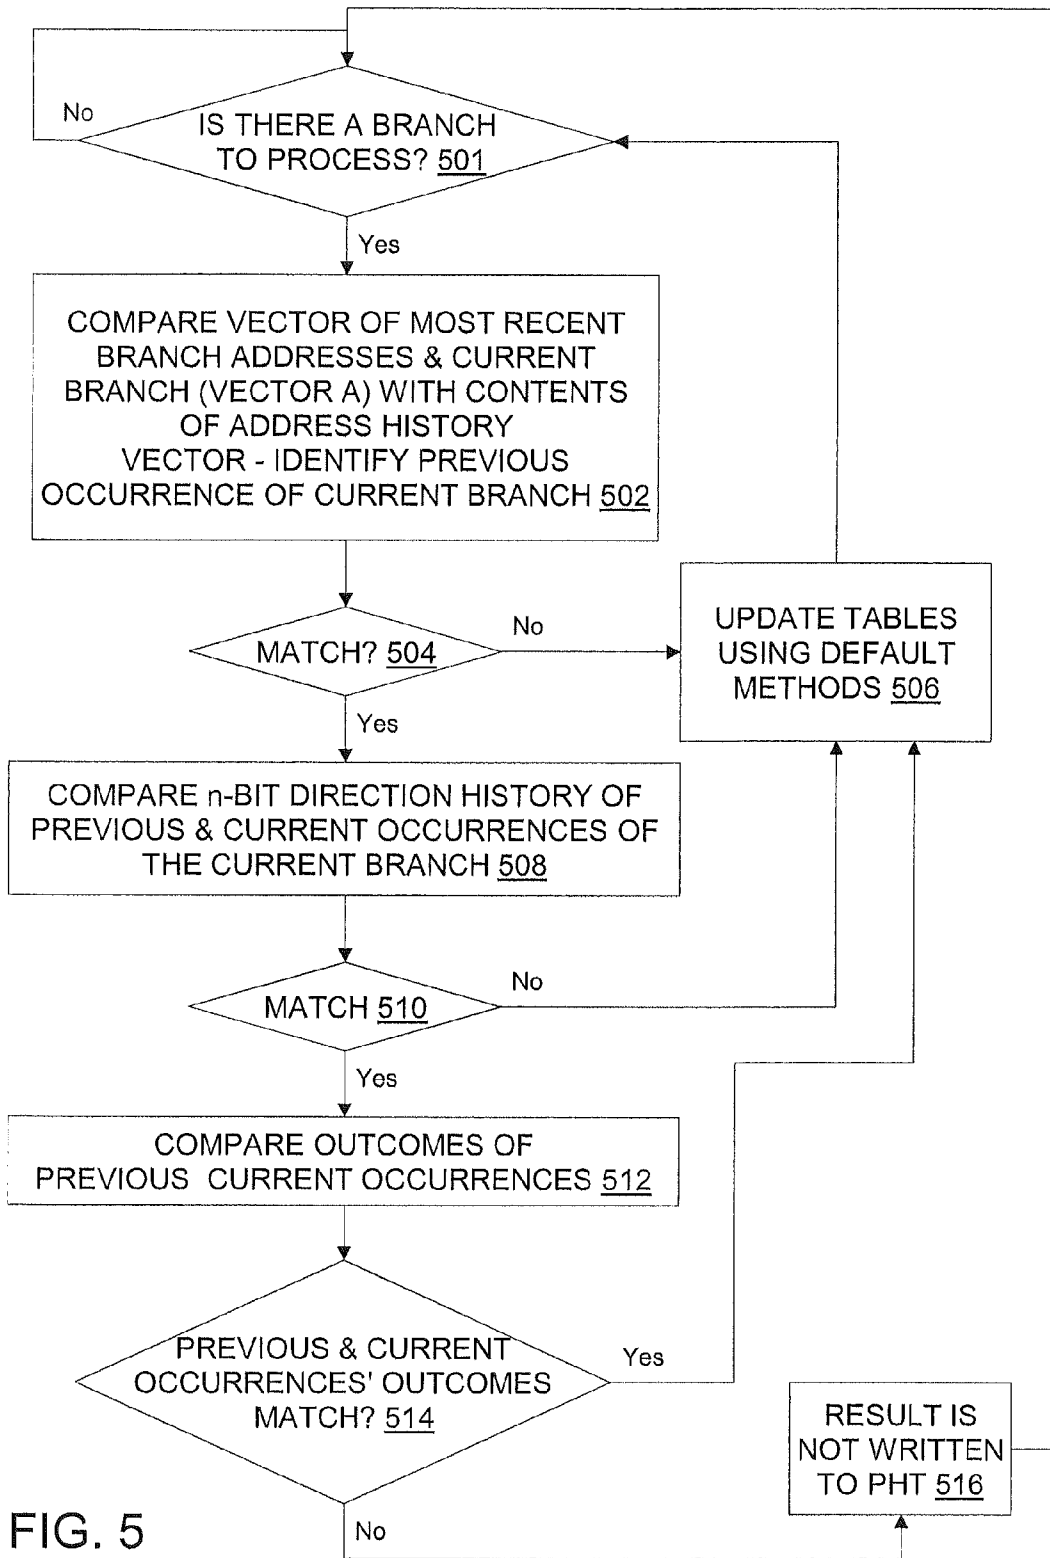 No
IS THERE A BRANCH
TO PROCESS? 501
Yes
COMPARE VECTOR OF MOST RECENT
BRANCH ADDRESSES & CURRENT
BRANCH (VECTOR A) WITH CONTENTS
OF ADDRESS HISTORY
VECTOR - IDENTIFY PREVIOUS
OCCURRENCE OF CURRENT BRANCH 502
MATCH? 504
No
UPDATE TABLES
USING DEFAULT
METHODS 506
Yes
COMPARE n-BIT DIRECTION HISTORY OF
PREVIOUS & CURRENT OCCURRENCES OF
THE CURRENT BRANCH 508
MATCH 510
No
Yes
COMPARE OUTCOMES OF
PREVIOUS CURRENT OCCURRENCES 512
PREVIOUS & CURRENT
OCCURRENCES' OUTCOMES
MATCH? 514
Yes
RESULT IS
NOT WRITTEN
TO PHT 516
No
FIG. 5